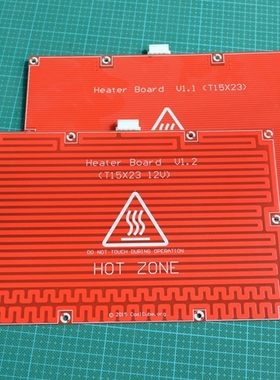 Heater Board V1.1 (T15X23)
Heater Board V1.2
(T15X23 12V)
DO NOT TOUCH DURING OPERATION
HOT ZONE